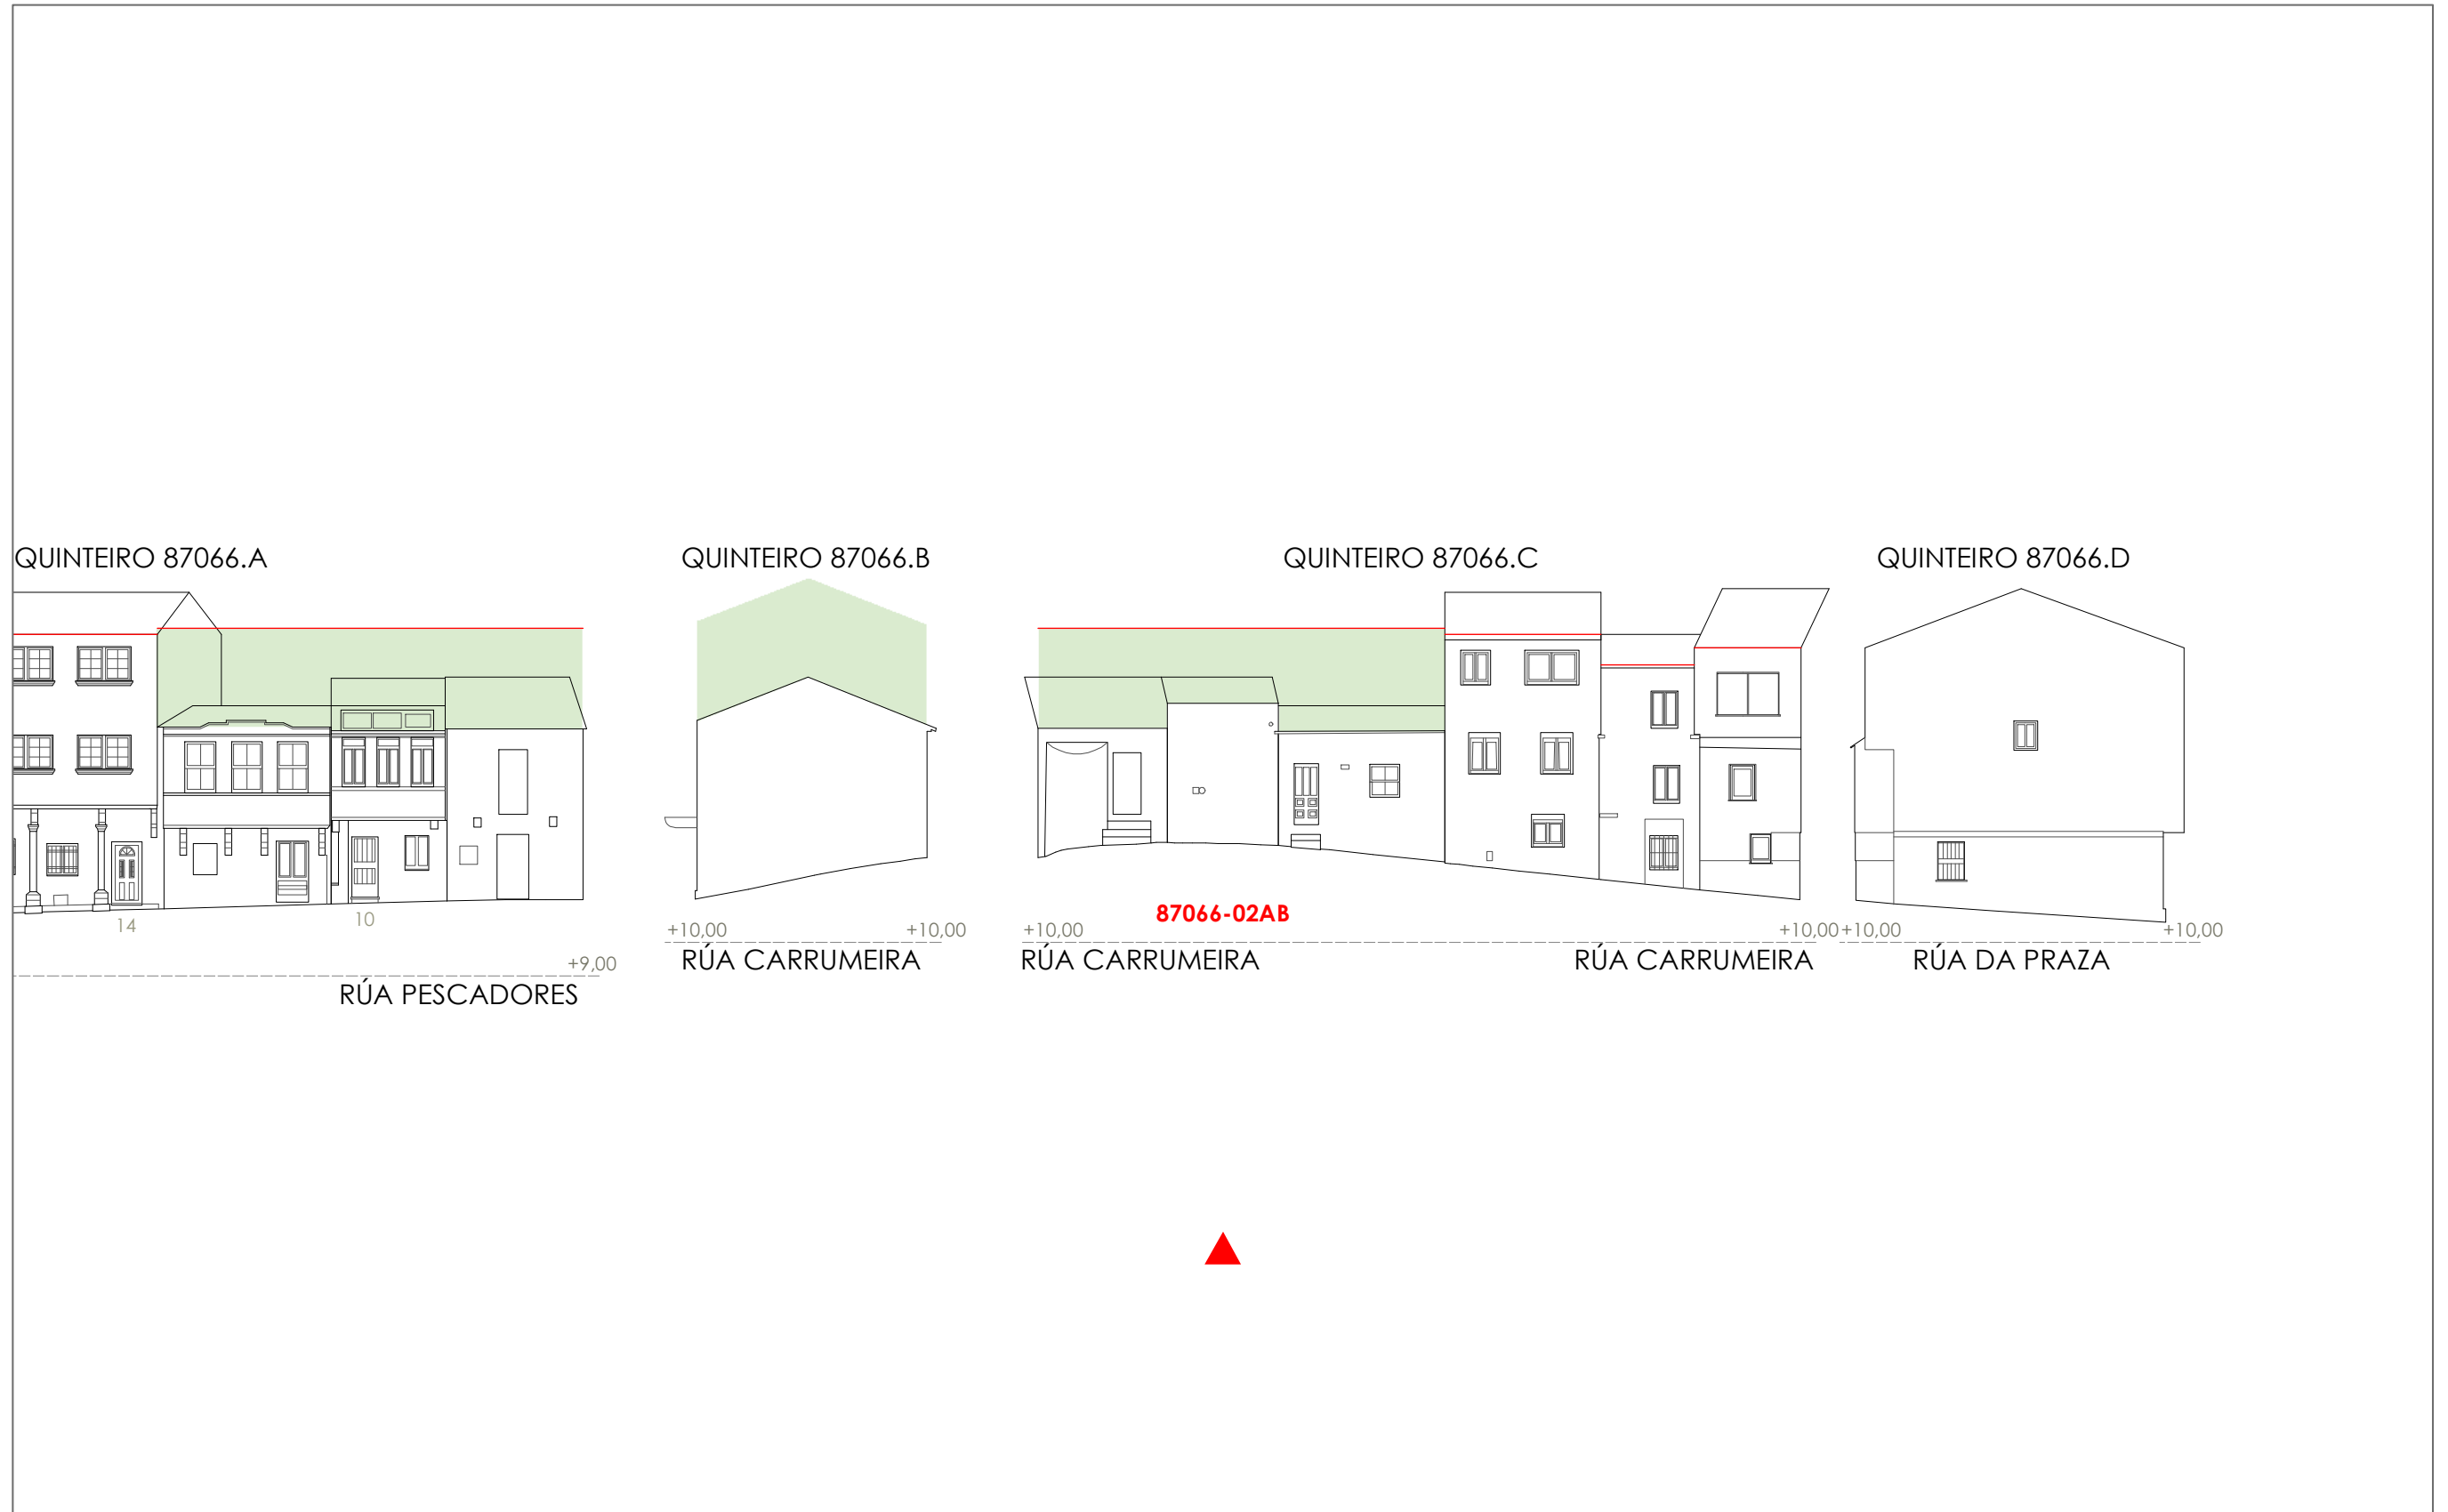 QUINTEIRO 87066.A
QUINTEIRO 87066.B
QUINTEIRO 87066.C
QUINTEIRO 87066.D
14
10
87066-02AB
+10,00
+10,00
+10,00
+10,00
+10,00
+10,00
RÚA CARRUMEIRA
RÚA CARRUMEIRA
RÚA CARRUMEIRA
RÚA DA PRAZA
+9,00
RÚA PESCADORES